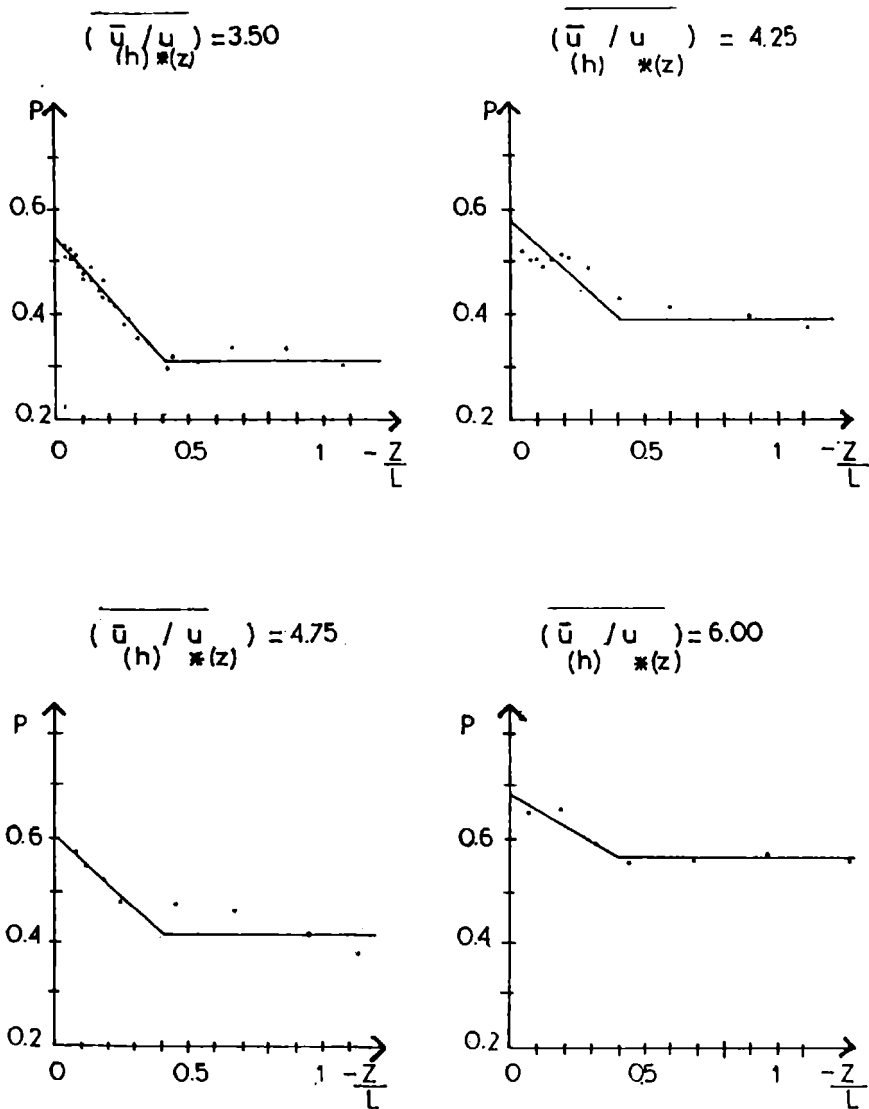 ( ū(h) / u*(z) ) = 3.50
( ū(h) / u*(z) ) = 4.25
P
0.6
0.4
0.2
0 0.5 1 -Z/L
P
0.6
0.4
0.2
0 0.5 1 -Z/L
( ū(h) / u*(z) ) = 4.75
( ū(h) / u*(z) ) = 6.00
P
0.6
0.4
0.2
0 0.5 1 -Z/L
P
0.6
0.4
0.2
0 0.5 1 -Z/L